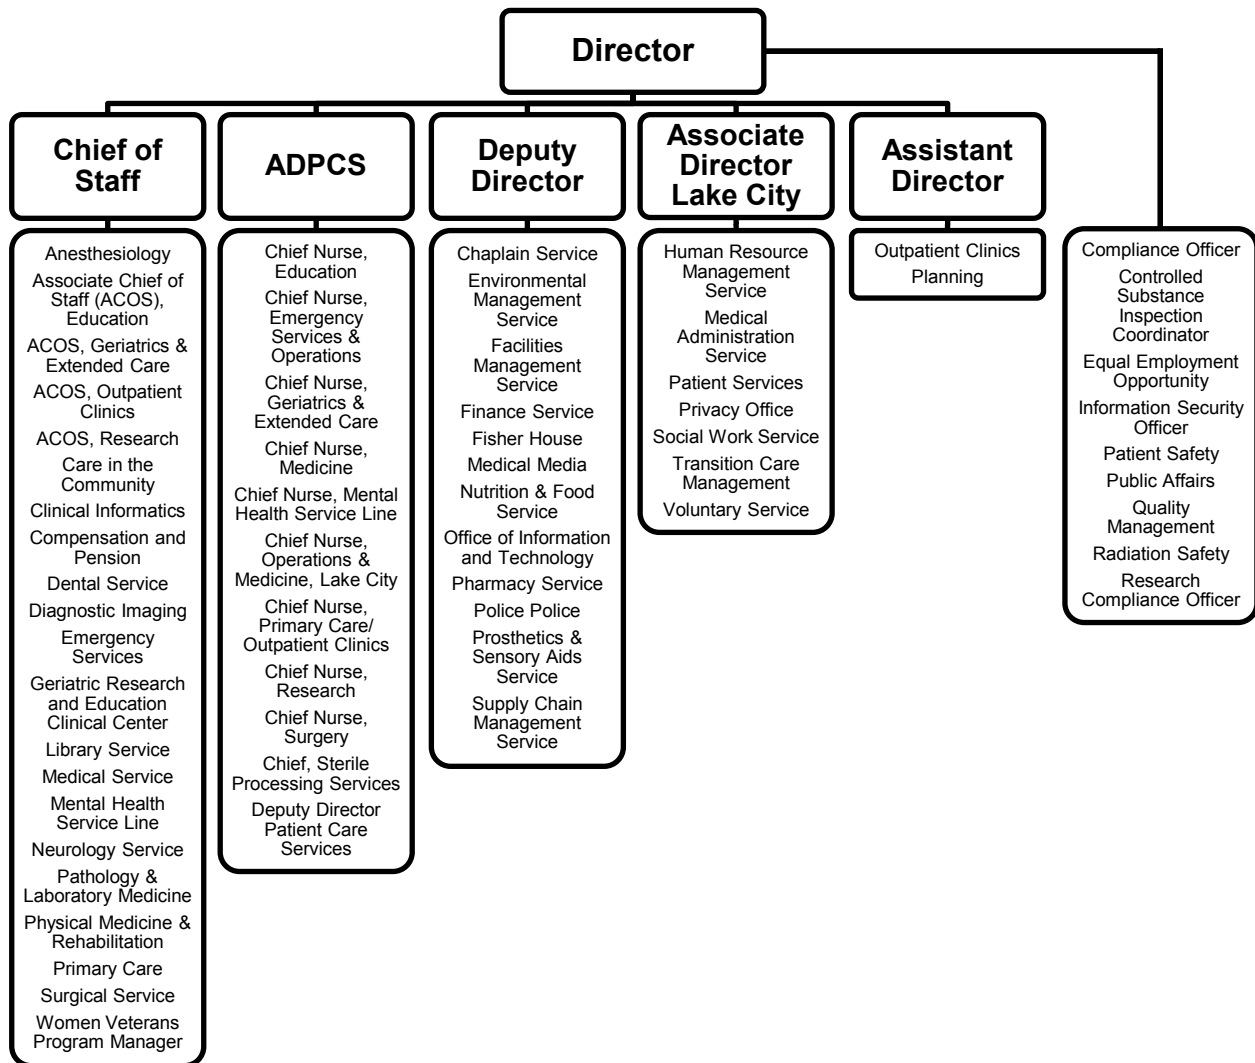 Director
Chief of
Staff
ADPCS
Deputy
Director
Associate
Director
Lake City
Assistant
Director
Anesthesiology
Associate Chief of
Staff (ACOS),
Education
ACOS, Geriatrics &
Extended Care
ACOS, Outpatient
Clinics
ACOS, Research
Care in the
Community
Clinical Informatics
Compensation and
Pension
Dental Service
Diagnostic Imaging
Emergency
Services
Geriatric Research
and Education
Clinical Center
Library Service
Medical Service
Mental Health
Service Line
Neurology Service
Pathology &
Laboratory Medicine
Physical Medicine &
Rehabilitation
Primary Care
Surgical Service
Women Veterans
Program Manager
Chief Nurse,
Education
Chief Nurse,
Emergency
Services &
Operations
Chief Nurse,
Geriatrics &
Extended Care
Chief Nurse,
Medicine
Chief Nurse, Mental
Health Service Line
Chief Nurse,
Operations &
Medicine, Lake City
Chief Nurse,
Primary Care/
Outpatient Clinics
Chief Nurse,
Research
Chief Nurse,
Surgery
Chief, Sterile
Processing Services
Deputy Director
Patient Care
Services
Chaplain Service
Environmental
Management
Service
Facilities
Management
Service
Finance Service
Fisher House
Medical Media
Nutrition & Food
Service
Office of Information
and Technology
Pharmacy Service
Police Police
Prosthetics &
Sensory Aids
Service
Supply Chain
Management
Service
Human Resource
Management
Service
Medical
Administration
Service
Patient Services
Privacy Office
Social Work Service
Transition Care
Management
Voluntary Service
Outpatient Clinics
Planning
Compliance Officer
Controlled
Substance
Inspection
Coordinator
Equal Employment
Opportunity
Information Security
Officer
Patient Safety
Public Affairs
Quality
Management
Radiation Safety
Research
Compliance Officer